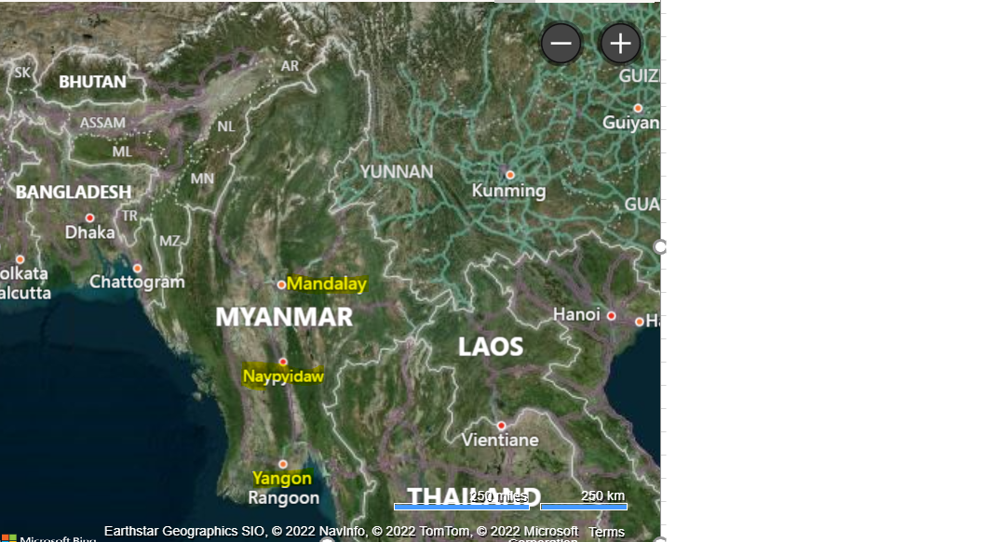 SK
BHUTAN
AR
GUIZ
ASSAM
NL
Guiyan
ML
YUNNAN
MN
BANGLADESH
Kunming
GUA
TR
Dhaka
MZ
olkata
alcutta
Chattogram
Mandalay
MYANMAR
Hanoi
Ha
LAOS
Naypyidaw
Vientiane
Yangon
Rangoon
THAILAND
250 miles 250 km
Earthstar Geographics SIO, © 2022 NavInfo, © 2022 TomTom, © 2022 Microsoft Terms
Microsoft Bing Corporation